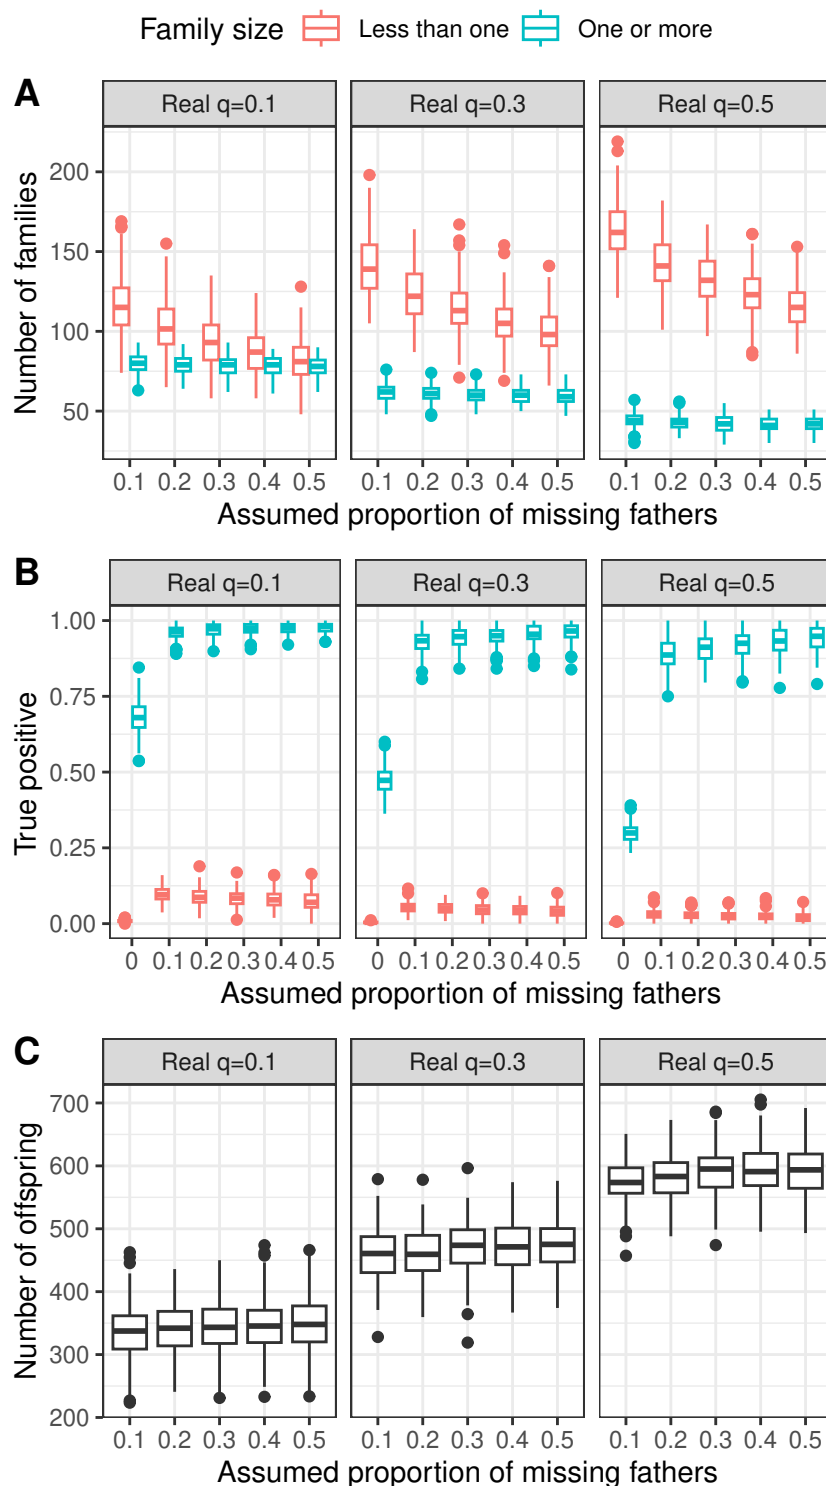 Family size Less than one One or more
A
Real q=0.1 Real q=0.3 Real q=0.5
Number of families
200
150
100
50
0.1 0.2 0.3 0.4 0.5 0.1 0.2 0.3 0.4 0.5 0.1 0.2 0.3 0.4 0.5
Assumed proportion of missing fathers
B
Real q=0.1 Real q=0.3 Real q=0.5
True positive
1.00
0.75
0.50
0.25
0.00
0 0.1 0.2 0.3 0.4 0.5 0 0.1 0.2 0.3 0.4 0.5 0 0.1 0.2 0.3 0.4 0.5
Assumed proportion of missing fathers
C
Real q=0.1 Real q=0.3 Real q=0.5
Number of offspring
700
600
500
400
300
200
0.1 0.2 0.3 0.4 0.5 0.1 0.2 0.3 0.4 0.5 0.1 0.2 0.3 0.4 0.5
Assumed proportion of missing fathers